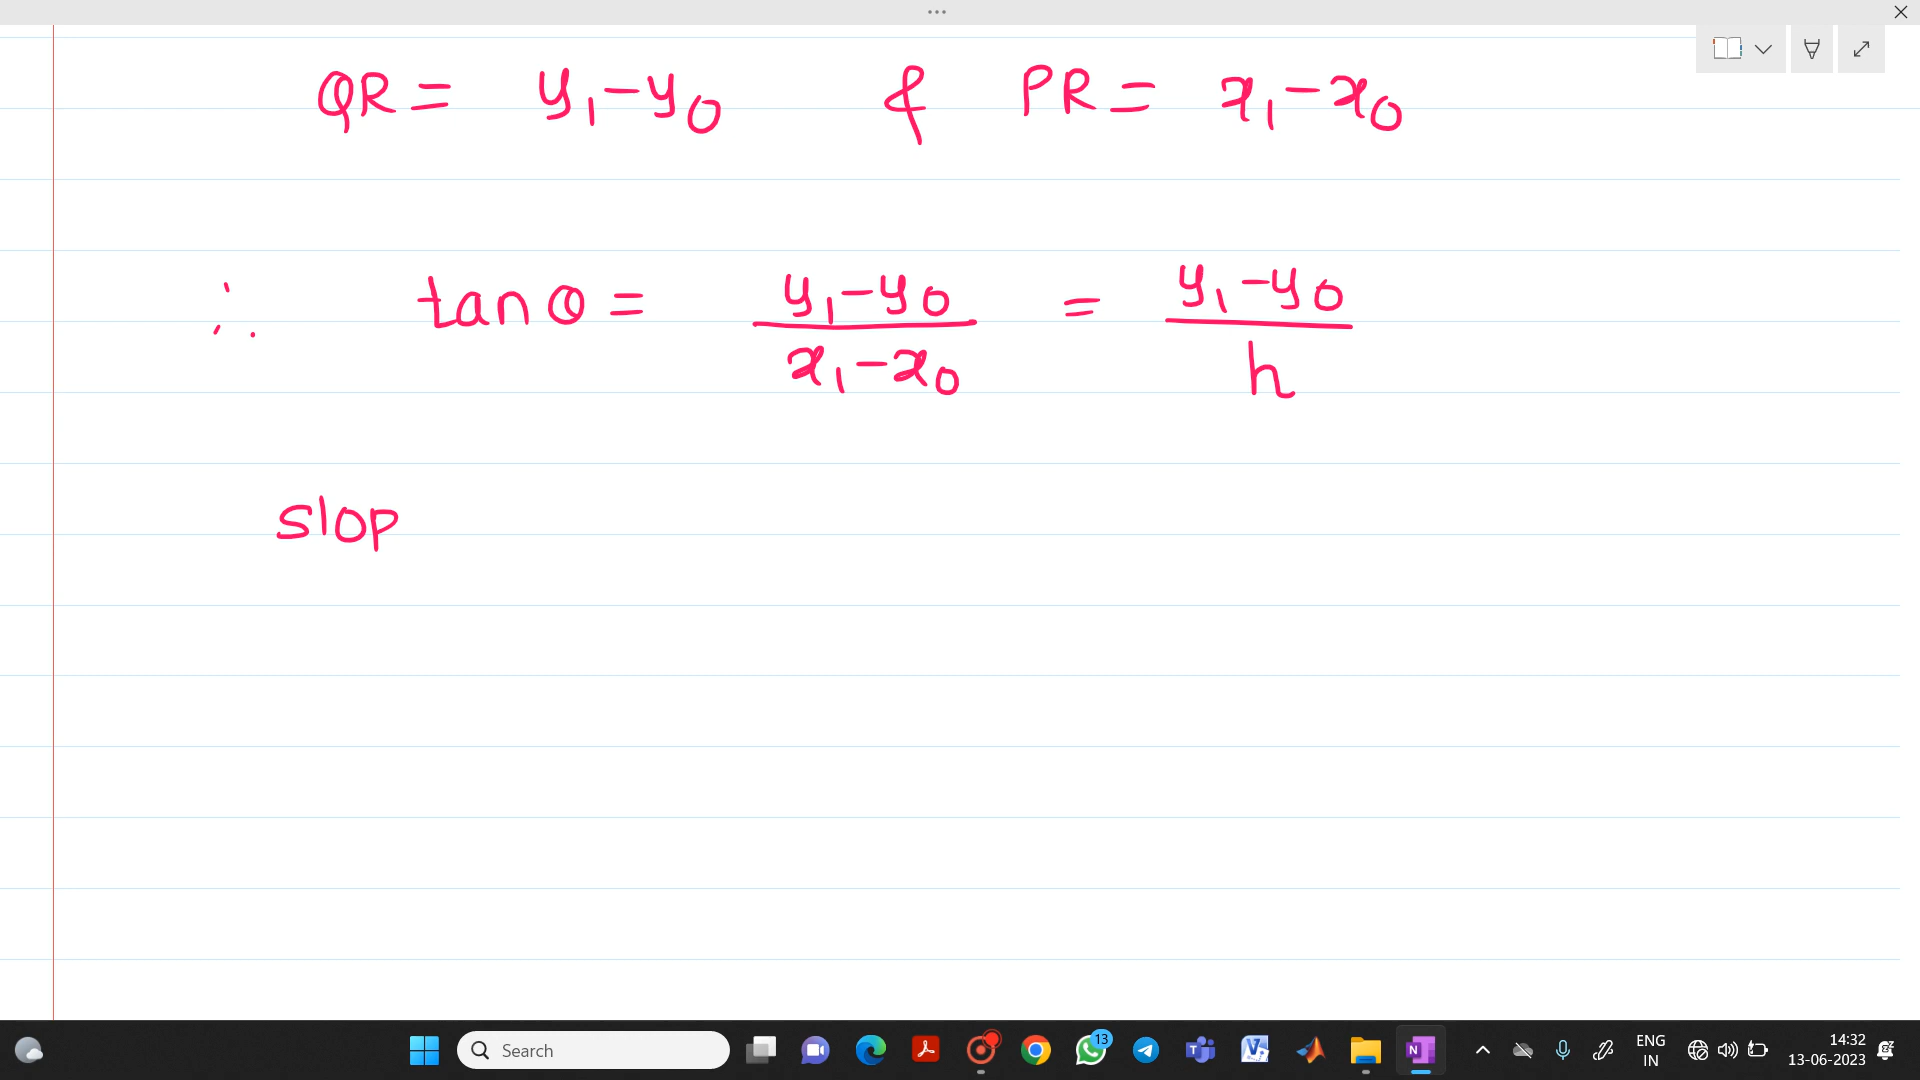 QR = y₁-y₀ & PR = x₁-x₀
∴ tan θ = y₁-y₀ / x₁-x₀ = y₁-y₀ / h
slop
Search
13
ENG
IN
14:32
13-06-2023